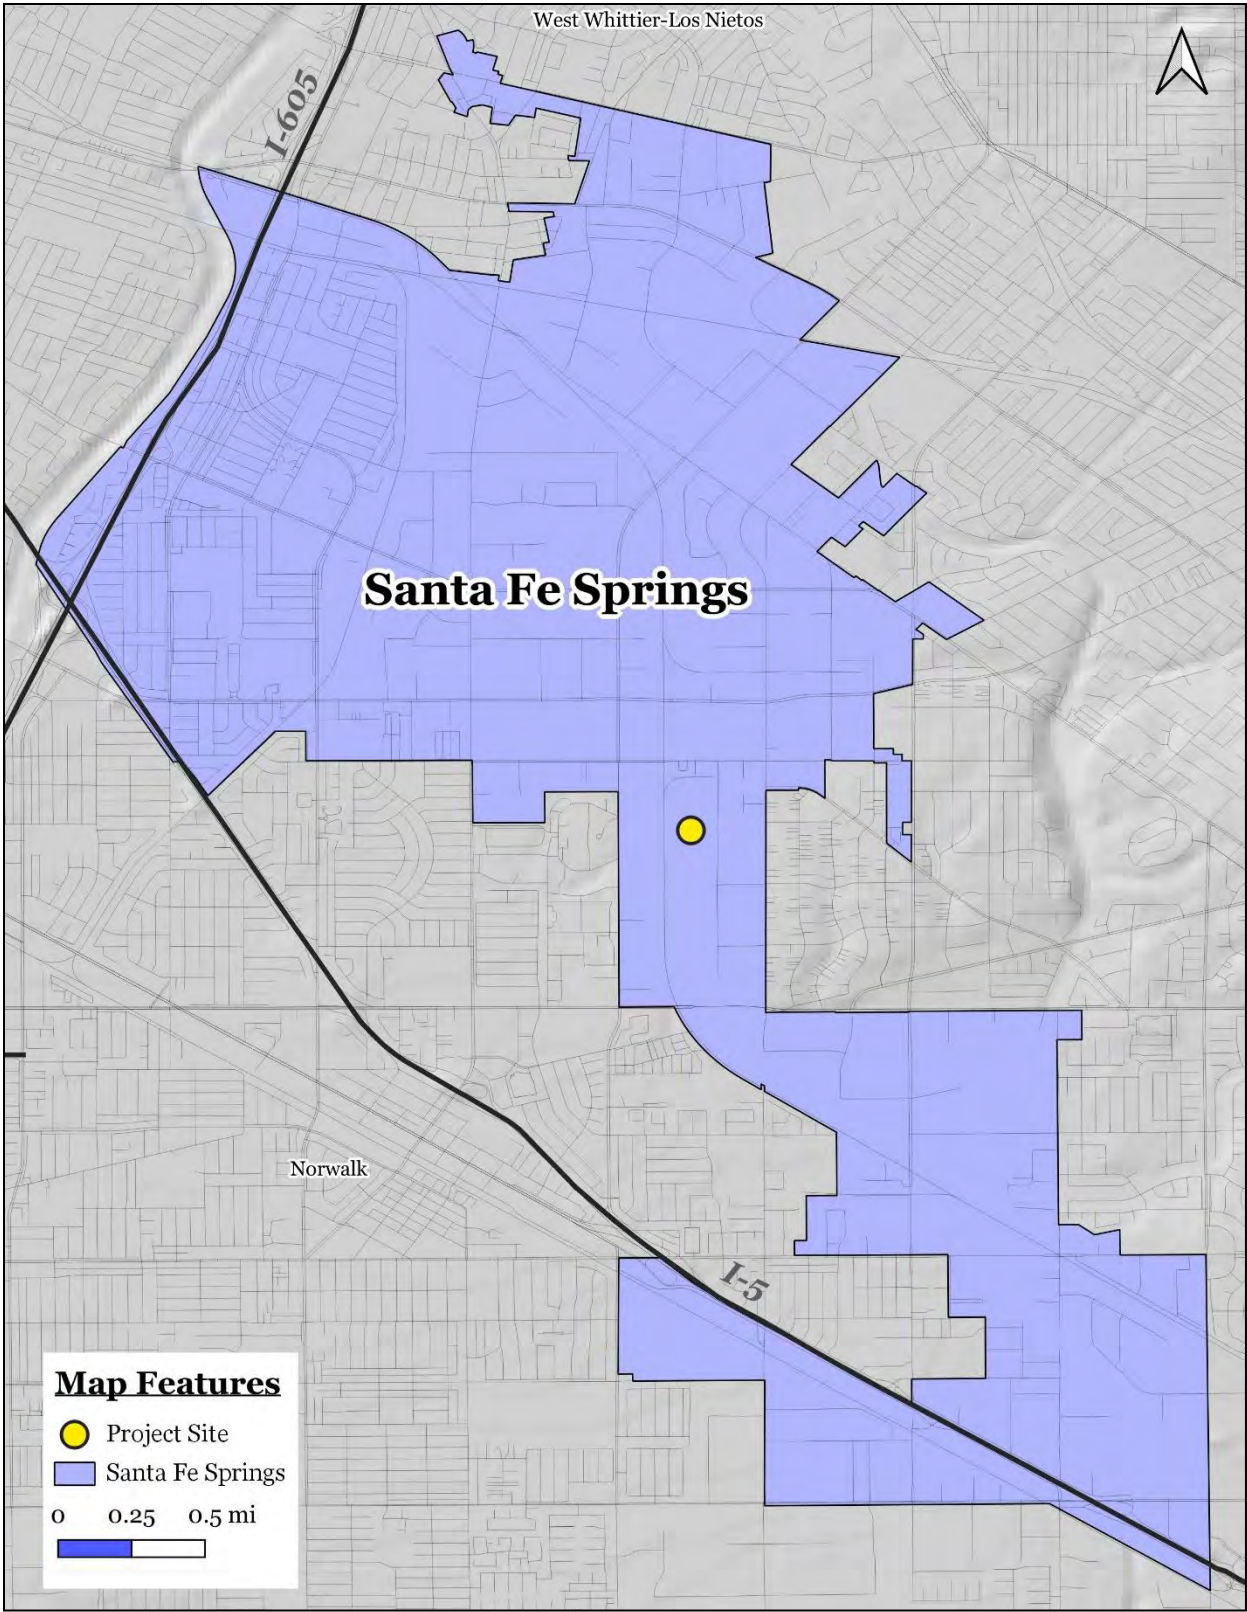 West Whittier-Los Nietos
I-605
Santa Fe Springs
Norwalk
I-5
Map Features
Project Site
Santa Fe Springs
0 0.25 0.5 mi